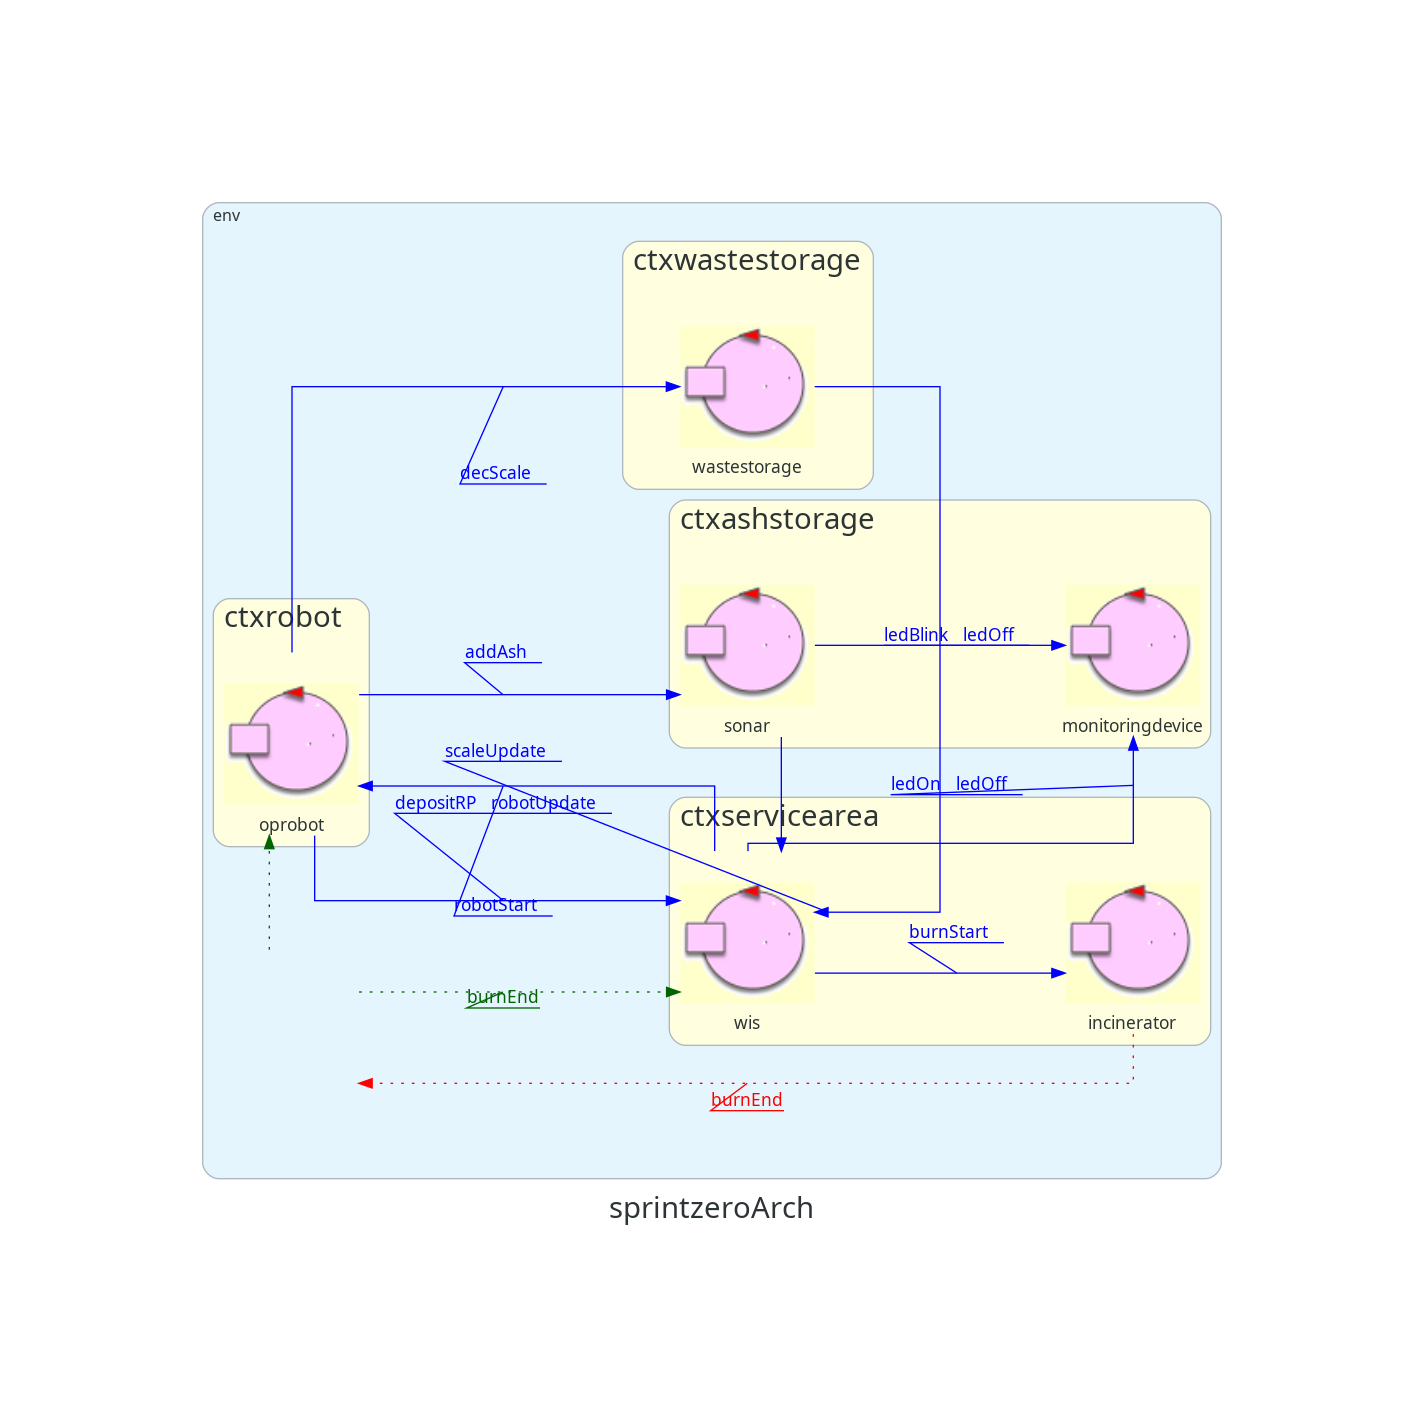 env
ctxwastestorage
wastestorage
decScale
ctxashstorage
ctxrobot
ledBlink ledOff
addAsh
sonar
monitoringdevice
scaleUpdate
ledOn ledOff
depositRP robotUpdate
ctxservicearea
oprobot
robotStart
burnStart
burnEnd
wis
incinerator
burnEnd
sprintzeroArch